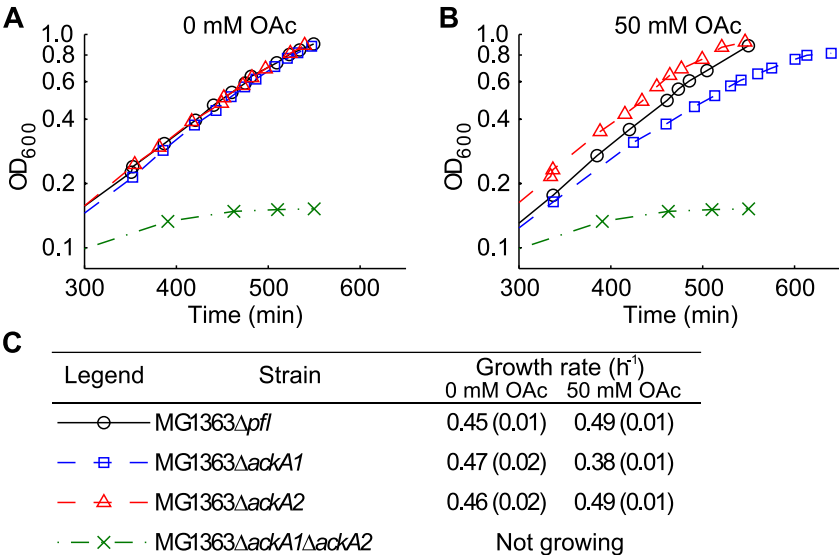 A
0 mM OAc
1.0
0.8
0.6
0.4
0.2
0.1
OD600
300 400 500 600
Time (min)
B
50 mM OAc
1.0
0.8
0.6
0.4
0.2
0.1
OD600
300 400 500 600
Time (min)
C
Legend Strain Growth rate (h⁻¹)
0 mM OAc 50 mM OAc
MG1363Δpfl 0.45 (0.01) 0.49 (0.01)
MG1363ΔackA1 0.47 (0.02) 0.38 (0.01)
MG1363ΔackA2 0.46 (0.02) 0.49 (0.01)
MG1363ΔackA1ΔackA2 Not growing